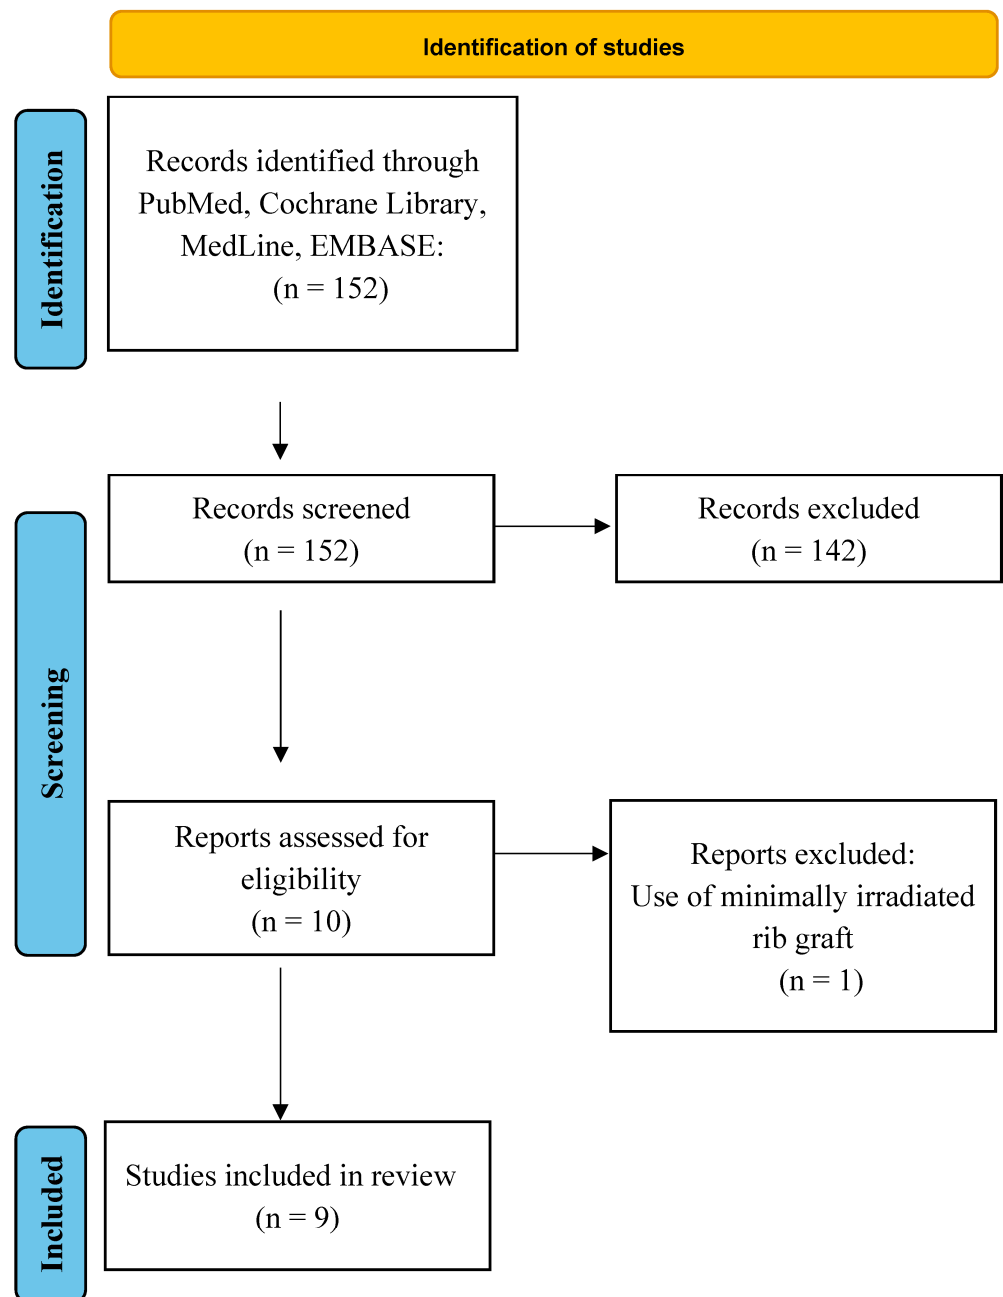 Identification of studies
Identification
Records identified through
PubMed, Cochrane Library,
MedLine, EMBASE:
(n = 152)
Screening
Records screened
(n = 152)
Records excluded
(n = 142)
Reports assessed for
eligibility
(n = 10)
Reports excluded:
Use of minimally irradiated
rib graft
(n = 1)
Included
Studies included in review
(n = 9)